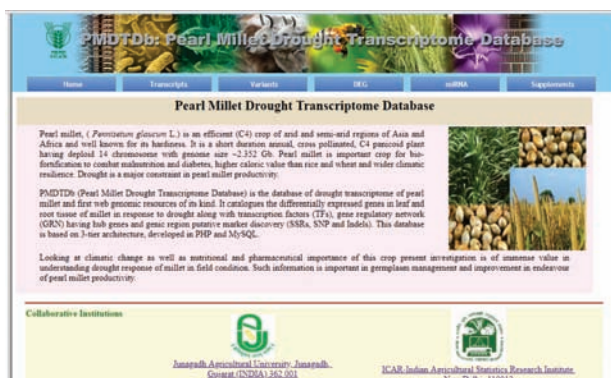 PMDTDb: Pearl Millet Drought Transcriptome Database
Home Transcripts Variants DEG miRNA Supplements
Pearl Millet Drought Transcriptome Database
Pearl millet, ( Pennisetum glaucum L.) is an efficient (C4) crop of arid and semi-arid regions of Asia
and Africa and well known for its hardiness. It is a short duration annual, cross pollinated, C4 panicoid plant
having deploid 14 chromosome with genome size ~2.352 Gb. Pearl millet is important crop for bio-
fortification to combat malnutrition and diabetes, higher caloric value than rice and wheat and wider climatic
resilience. Drought is a major constraint in pearl millet productivity.
PMDTDb (Pearl Millet Drought Transcriptome Database) is the database of drought transcriptome of pearl
millet and first web genomic resources of its kind. It catalogues the differentially expressed genes in leaf and
root tissue of millet in response to drought along with transcription factors (TFs), gene regulatory network
(GRN) having hub genes and genic region putative marker discovery (SSRs, SNP and Indels). This database
is based on 3-tier architecture, developed in PHP and MySQL.
Looking at climatic change as well as nutritional and pharmaceutical importance of this crop present investigation is of immense value in
understanding drought response of millet in field condition. Such information is important in germplasm management and improvement in endeavour
of pearl millet productivity.
Collaborative Institutions
Junagadh Agricultural University, Junagadh,
Gujarat (INDIA) 362 001
ICAR-Indian Agricultural Statistics Research Institute